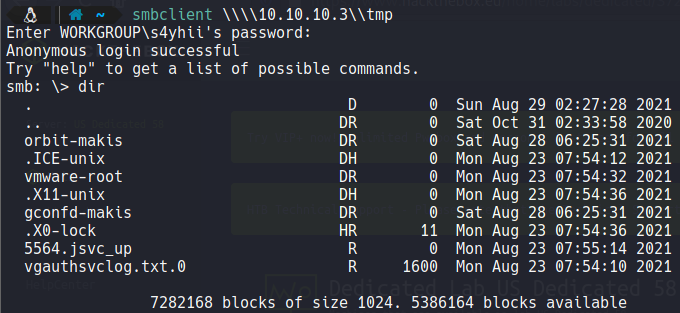 ~ smbclient \\\\10.10.10.3\\tmp
Enter WORKGROUP\s4yhii's password:
Anonymous login successful
Try "help" to get a list of possible commands.
smb: \> dir
. D 0 Sun Aug 29 02:27:28 2021
.. DR 0 Sat Oct 31 02:33:58 2020
orbit-makis DR 0 Sat Aug 28 06:25:31 2021
.ICE-unix DH 0 Mon Aug 23 07:54:12 2021
vmware-root DR 0 Mon Aug 23 07:54:32 2021
.X11-unix DH 0 Mon Aug 23 07:54:36 2021
gconfd-makis DR 0 Sat Aug 28 06:25:31 2021
.X0-lock HR 11 Mon Aug 23 07:54:36 2021
5564.jsvc_up R 0 Mon Aug 23 07:55:14 2021
vgauthsvclog.txt.0 R 1600 Mon Aug 23 07:54:10 2021
Dedicated Lab US Dedicated 58
7282168 blocks of size 1024. 5386164 blocks available